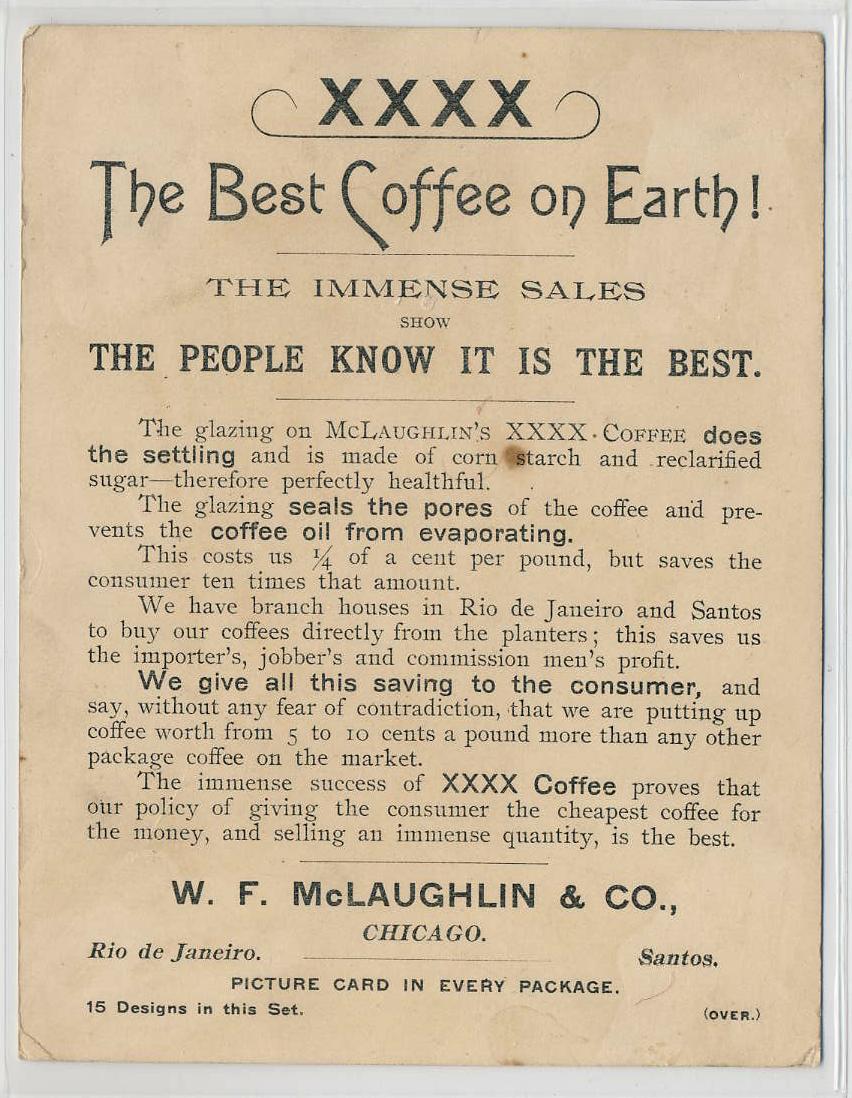 XXXX
The Best Coffee on Earth!
THE IMMENSE SALES
SHOW
THE PEOPLE KNOW IT IS THE BEST.
The glazing on McLaughlin's XXXX Coffee does
the settling and is made of corn starch and reclarified
sugar—therefore perfectly healthful.
The glazing seals the pores of the coffee and pre-
vents the coffee oil from evaporating.
This costs us ¼ of a cent per pound, but saves the
consumer ten times that amount.
We have branch houses in Rio de Janeiro and Santos
to buy our coffees directly from the planters; this saves us
the importer's, jobber's and commission men's profit.
We give all this saving to the consumer, and
say, without any fear of contradiction, that we are putting up
coffee worth from 5 to 10 cents a pound more than any other
package coffee on the market.
The immense success of XXXX Coffee proves that
our policy of giving the consumer the cheapest coffee for
the money, and selling an immense quantity, is the best.
W. F. McLAUGHLIN & CO.,
CHICAGO.
Rio de Janeiro. Santos.
PICTURE CARD IN EVERY PACKAGE.
15 Designs in this Set. (OVER.)